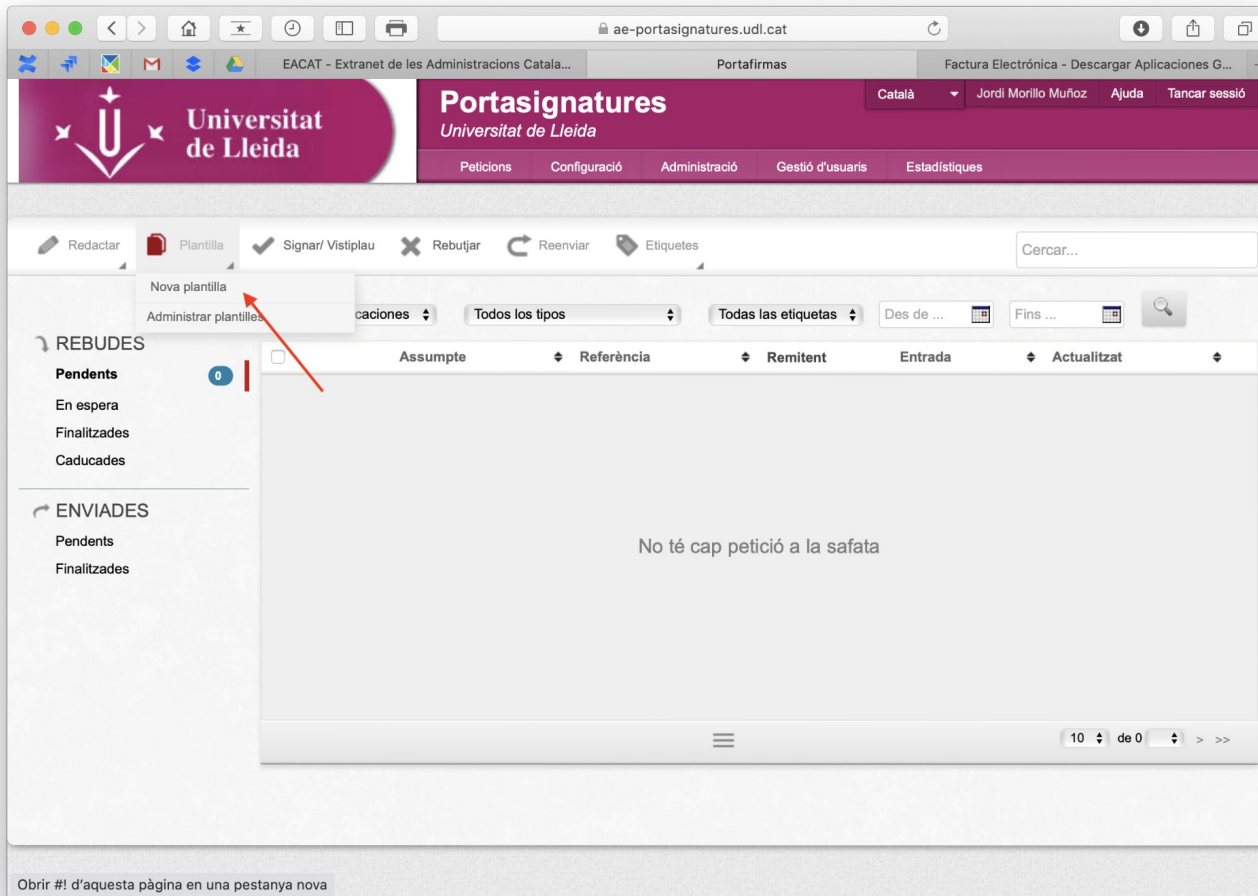 ae-portasignatures.udl.cat
EACAT - Extranet de les Administracions Catala...
Portafirmas
Factura Electrónica - Descargar Aplicaciones G...
Universitat
de Lleida
Portasignatures
Universitat de Lleida
Català
Jordi Morillo Muñoz
Ajuda
Tancar sessió
Peticions
Configuració
Administració
Gestió d'usuaris
Estadístiques
Redactar
Plantilla
Signar/ Vistiplau
Rebutjar
Reenviar
Etiquetes
Cercar...
Nova plantilla
Administrar plantilles
caciones
Todos los tipos
Todas las etiquetas
Des de ...
Fins ...
REBUDES
Pendents
0
En espera
Finalitzades
Caducades
ENVIADES
Pendents
Finalitzades
Assumpte
Referència
Remitent
Entrada
Actualitzat
No té cap petició a la safata
10
de 0
>
>>
Obrir #! d'aquesta pàgina en una pestanya nova